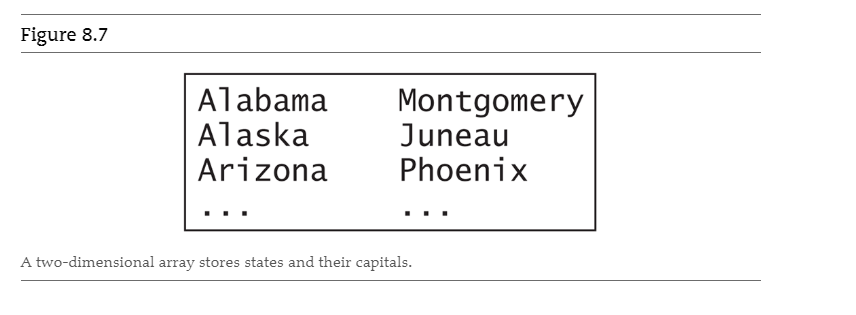 Figure 8.7
Alabama Montgomery
Alaska Juneau
Arizona Phoenix
... ...
A two-dimensional array stores states and their capitals.